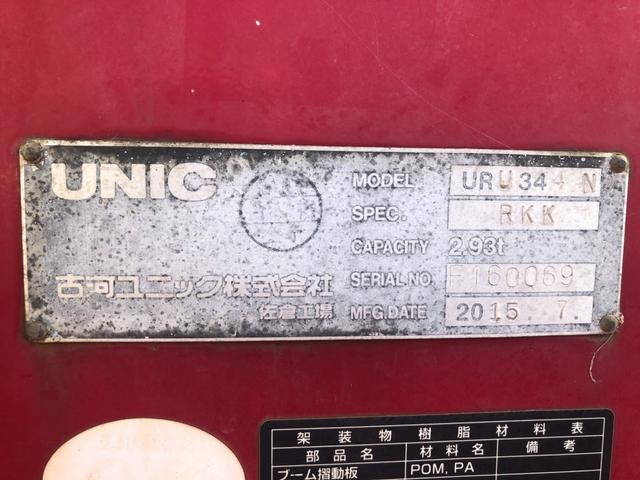 UNIC
MODEL URU344N
SPEC. RKK
CAPACITY 2.93t
古河ユニック株式会社 SERIAL NO. F160069
佐倉工場 MFG.DATE 2015 7.
架装物樹脂材料表
部品名 材料名 備考
ブーム摺動板 POM, PA